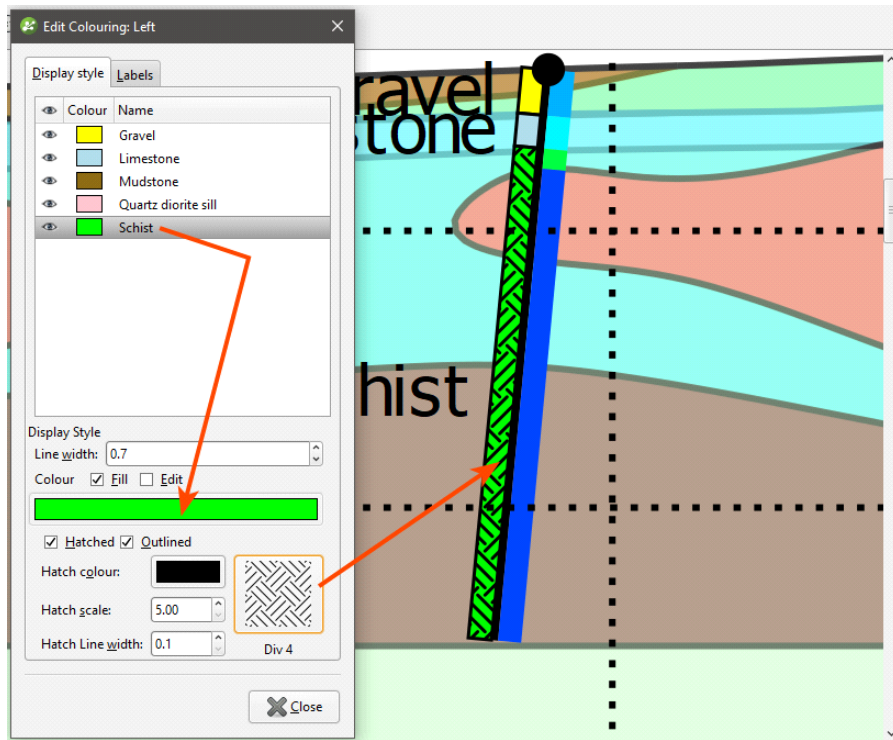 Edit Colouring: Left
Display style Labels
Colour Name
Gravel
Limestone
Mudstone
Quartz diorite sill
Schist
Display Style
Line width: 0.7
Colour Fill Edit
Hatched Outlined
Hatch colour:
Hatch scale: 5.00
Hatch Line width: 0.1
Div 4
Close
ravel
stone
hist